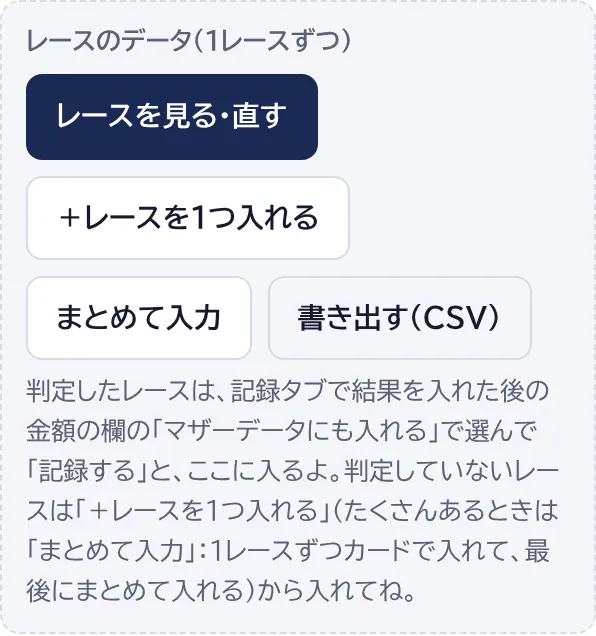 レースのデータ(1レースずつ)
レースを見る・直す
+レースを1つ入れる
まとめて入力
書き出す(CSV)
判定したレースは、記録タブで結果を入れた後の
金額の欄の「マザーデータにも入れる」で選んで
「記録する」と、ここに入るよ。判定していないレー
スは「+レースを1つ入れる」(たくさんあるときは
「まとめて入力」:1レースずつカードで入れて、最
後にまとめて入れる)から入れてね。